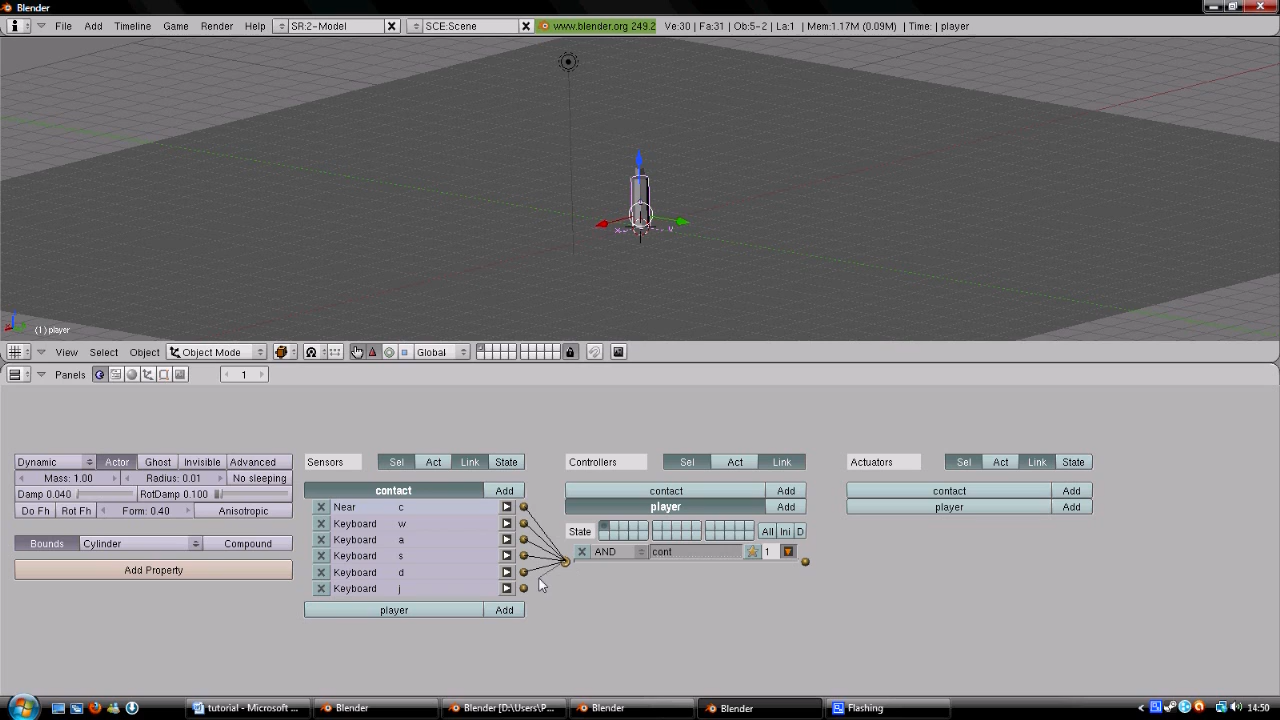 Blender
File Add Timeline Game Render Help SR:2-Model SCE:Scene www.blender.org 249.2 Ve:30 | Fa:31 | Ob:5-2 | La:1 | Mem:1.17M (0.09M) | Time: | player
(1) player
View Select Object Object Mode Global
Panels 1
Dynamic Actor Ghost Invisible Advanced Sensors Sel Act Link State Controllers Sel Act Link Actuators Sel Act Link State
Mass: 1.00 Radius: 0.01 No sleeping
contact Add contact Add contact Add
Damp 0.040 RotDamp 0.100
Near c player Add player Add
Do Fh Rot Fh Form: 0.40 Anisotropic
Keyboard w
State All Ini D
Keyboard a
Bounds Cylinder Compound
Keyboard s AND cont 1
Add Property
Keyboard d
Keyboard j
player Add
tutorial - Microsoft ... Blender Blender [D:\Users\P... Blender Blender Flashing 14:50